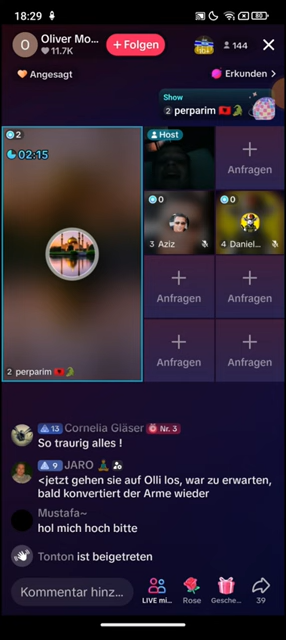 18:29
80
O
Oliver Mo...
11.7K
+ Folgen
144
Angesagt
Erkunden >
Show
2 perparim 🇦🇱🐊
2
02:15
Host
+
Anfragen
0
3 Aziz
0
4 Daniel...
+
Anfragen
+
Anfragen
+
Anfragen
+
Anfragen
2 perparim 🇦🇱🐊
13 Cornelia Gläser Nr. 3
So traurig alles !
9 JARO
<jetzt gehen sie auf Olli los, war zu erwarten,
bald konvertiert der Arme wieder
Mustafa~
hol mich hoch bitte
Tonton ist beigetreten
Kommentar hinz...
LIVE mi...
Rose
Gesche...
39